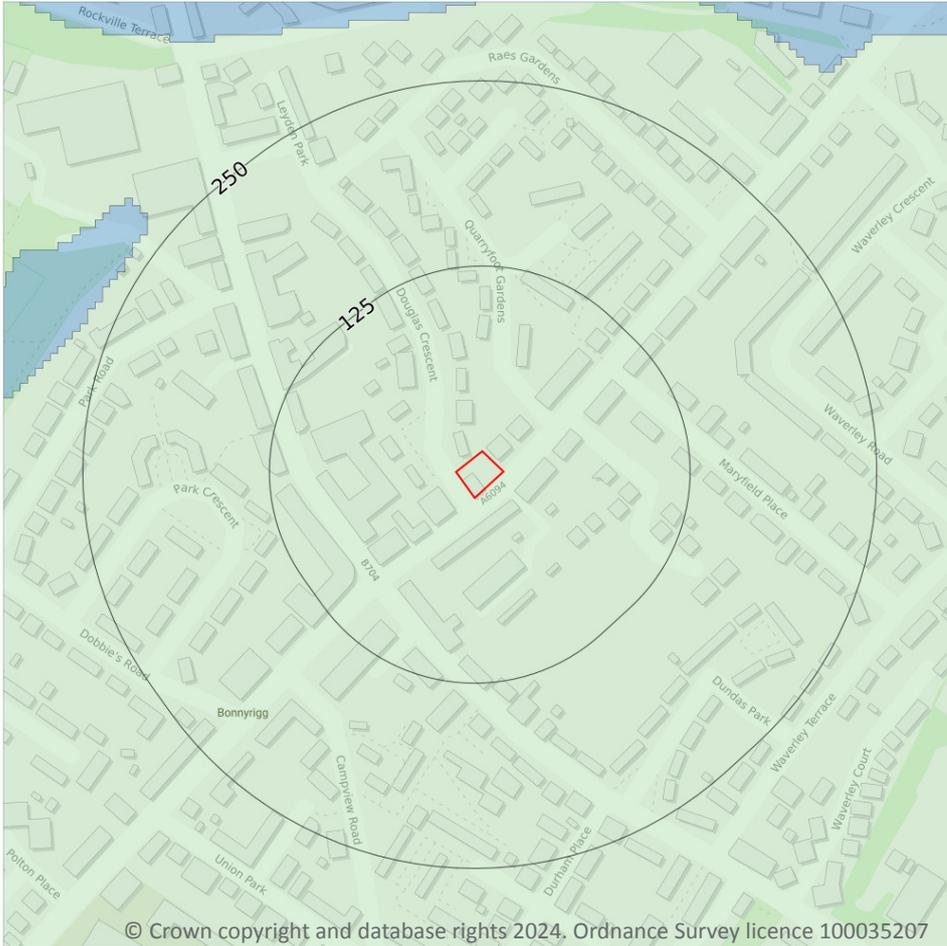 Rockville Terrace
Raes Gardens
Leyden Park
250
Waverley Crescent
Quarryfoot Gardens
Douglas Crescent
125
Park Road
Waverley Road
Maryfield Place
Park Crescent
A6094
B704
Dobbie's Road
Dundas Park
Bonnyrigg
Waverley Terrace
Campview Road
Waverley Court
Durham Place
Polton Place
Union Park
© Crown copyright and database rights 2024. Ordnance Survey licence 100035207